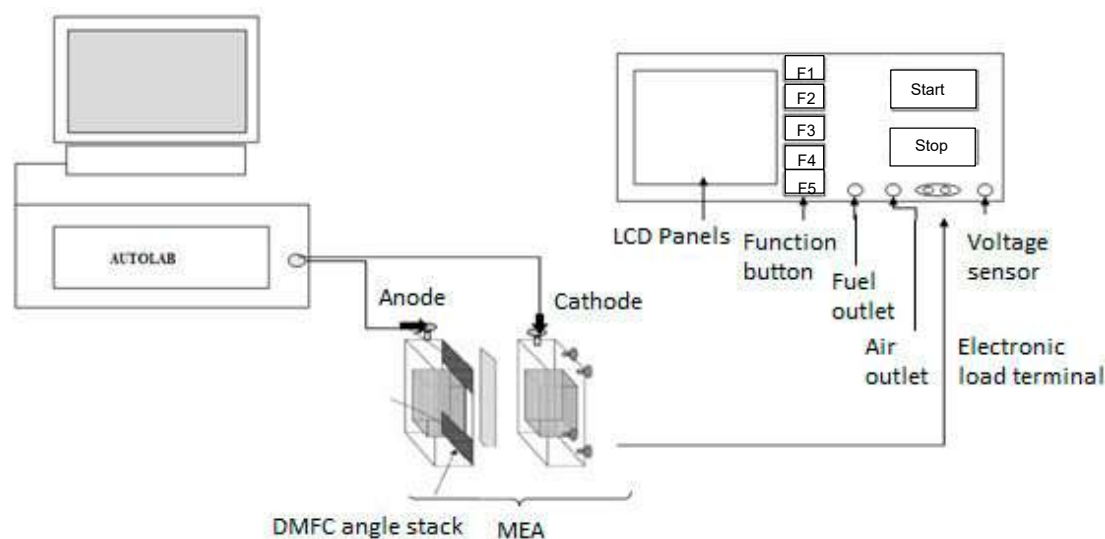 F1
F2
F3
F4
F5
Start
Stop
LCD Panels
Function
button
Fuel
outlet
Air
outlet
Electronic
load terminal
Voltage
sensor
AUTOLAB
Anode
Cathode
DMFC angle stack
MEA